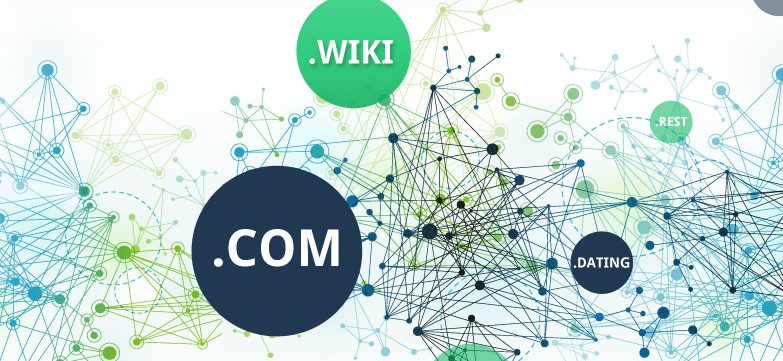 .WIKI
.REST
.COM
.DATING